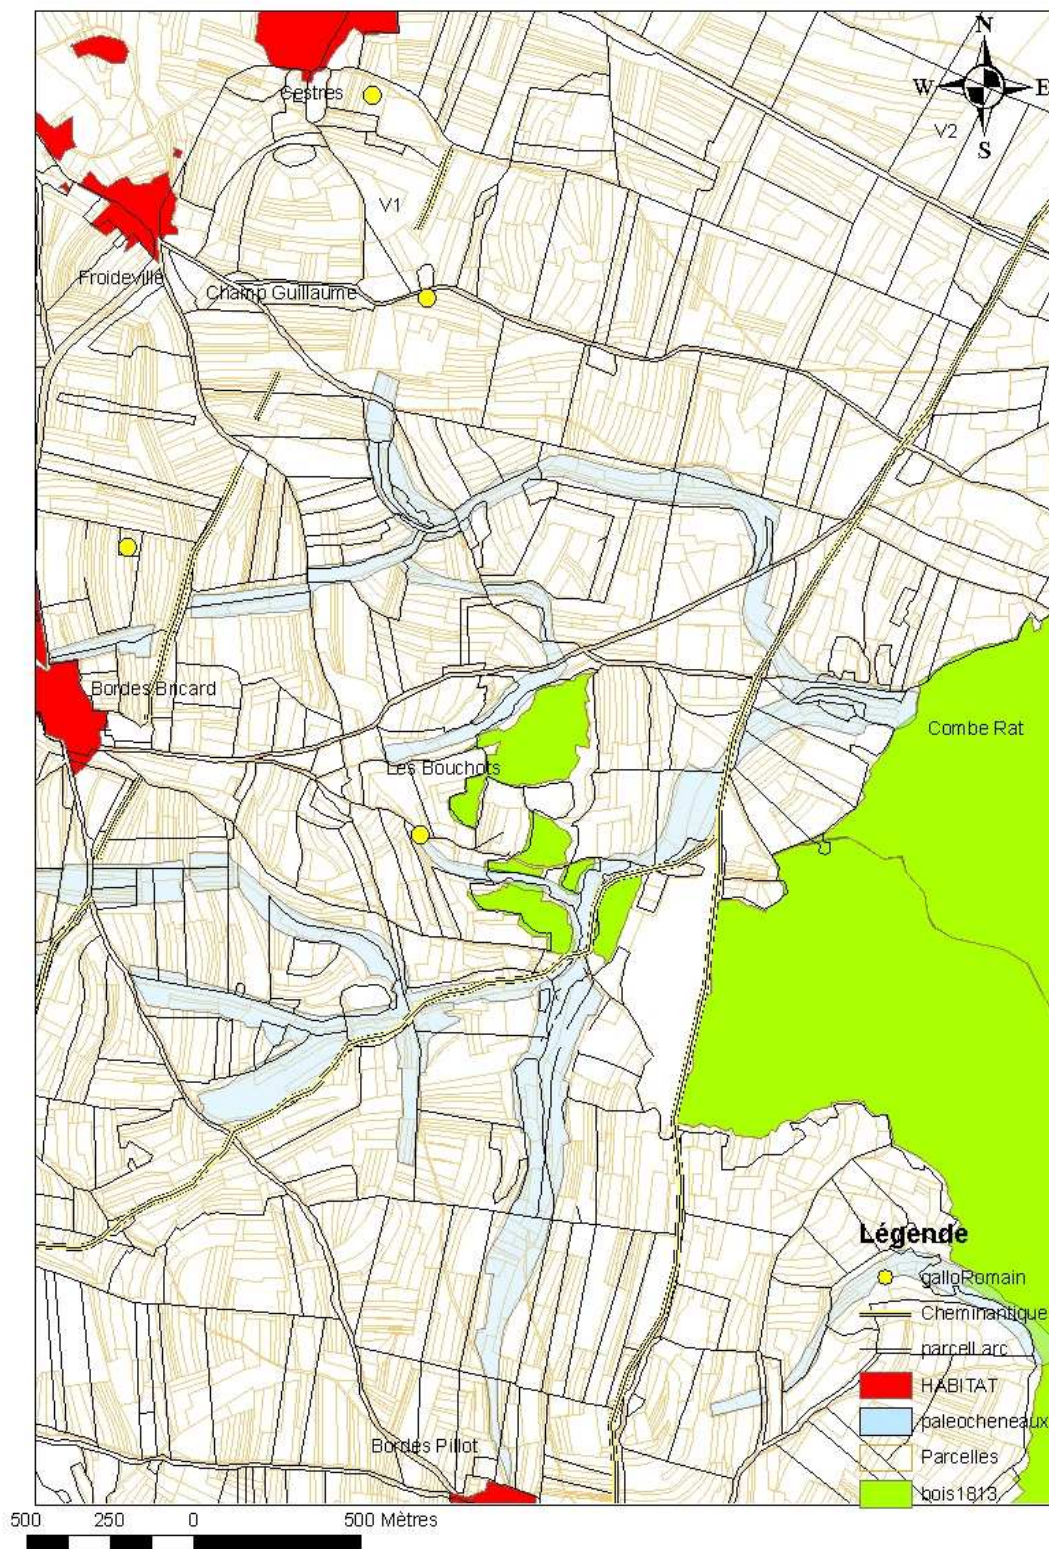 N
W E
S
Cestres
V2
V1
Froideville
Champ Guillaume
Bordes Bricard
Combe Rat
Les Bouchots
Légende
galloRomain
Cheminantique
parcell arc
HABITAT
paleocheneaux
Parcelles
bois1813
Bordes Pillot
500 250 0 500 Mètres